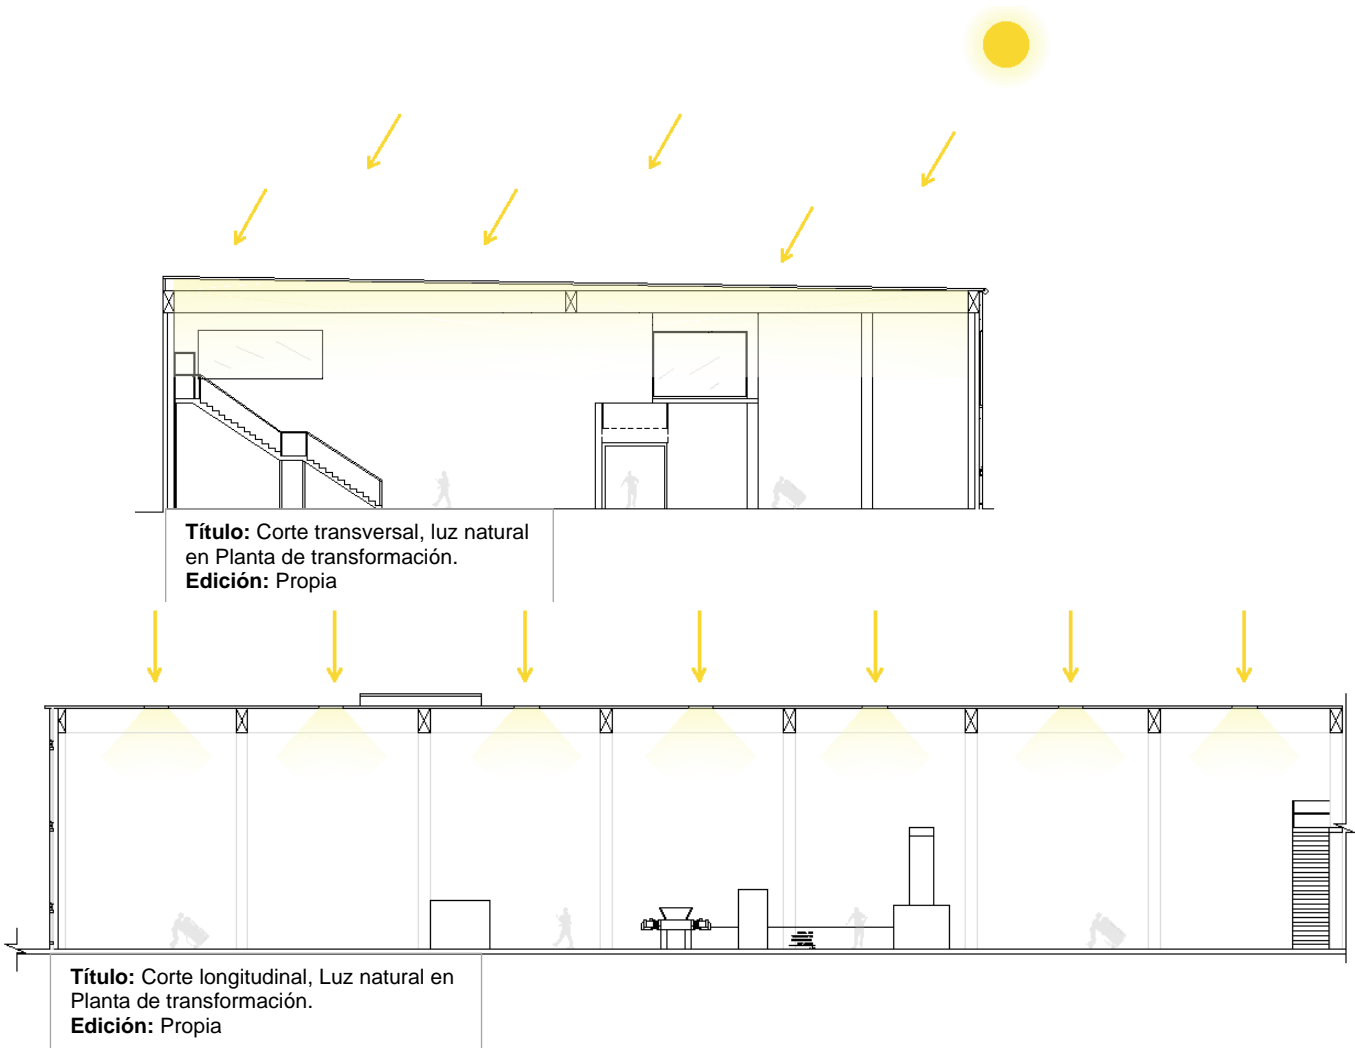 Título: Corte transversal, luz natural
en Planta de transformación.
Edición: Propia
Título: Corte longitudinal, Luz natural en
Planta de transformación.
Edición: Propia